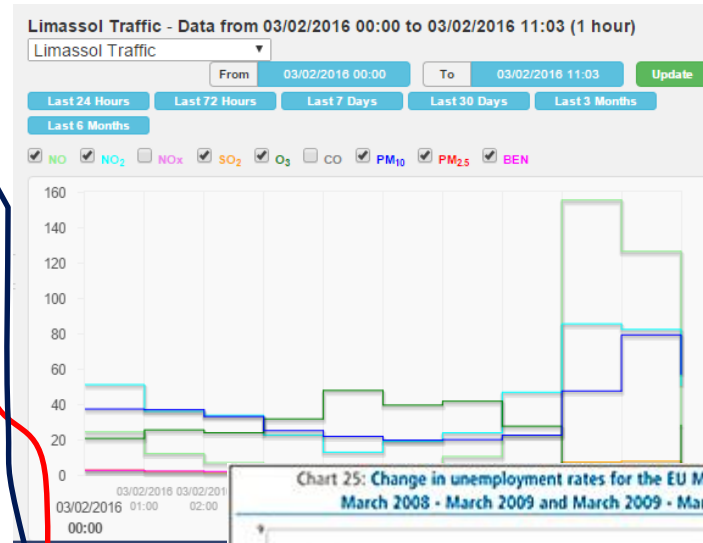 Limassol Traffic - Data from 03/02/2016 00:00 to 03/02/2016 11:03 (1 hour)
Limassol Traffic
From 03/02/2016 00:00 To 03/02/2016 11:03 Update
Last 24 Hours Last 72 Hours Last 7 Days Last 30 Days Last 3 Months
Last 6 Months
NO NO₂ NOx SO₂ O₃ CO PM₁₀ PM₂.₅ BEN
160
140
120
100
80
60
40
20
0
03/02/2016 03/02/201
03/02/2016 01:00 02:00
00:00
Chart 25: Change in unemployment rates for the EU M
March 2008 - March 2009 and March 2009 - Mar